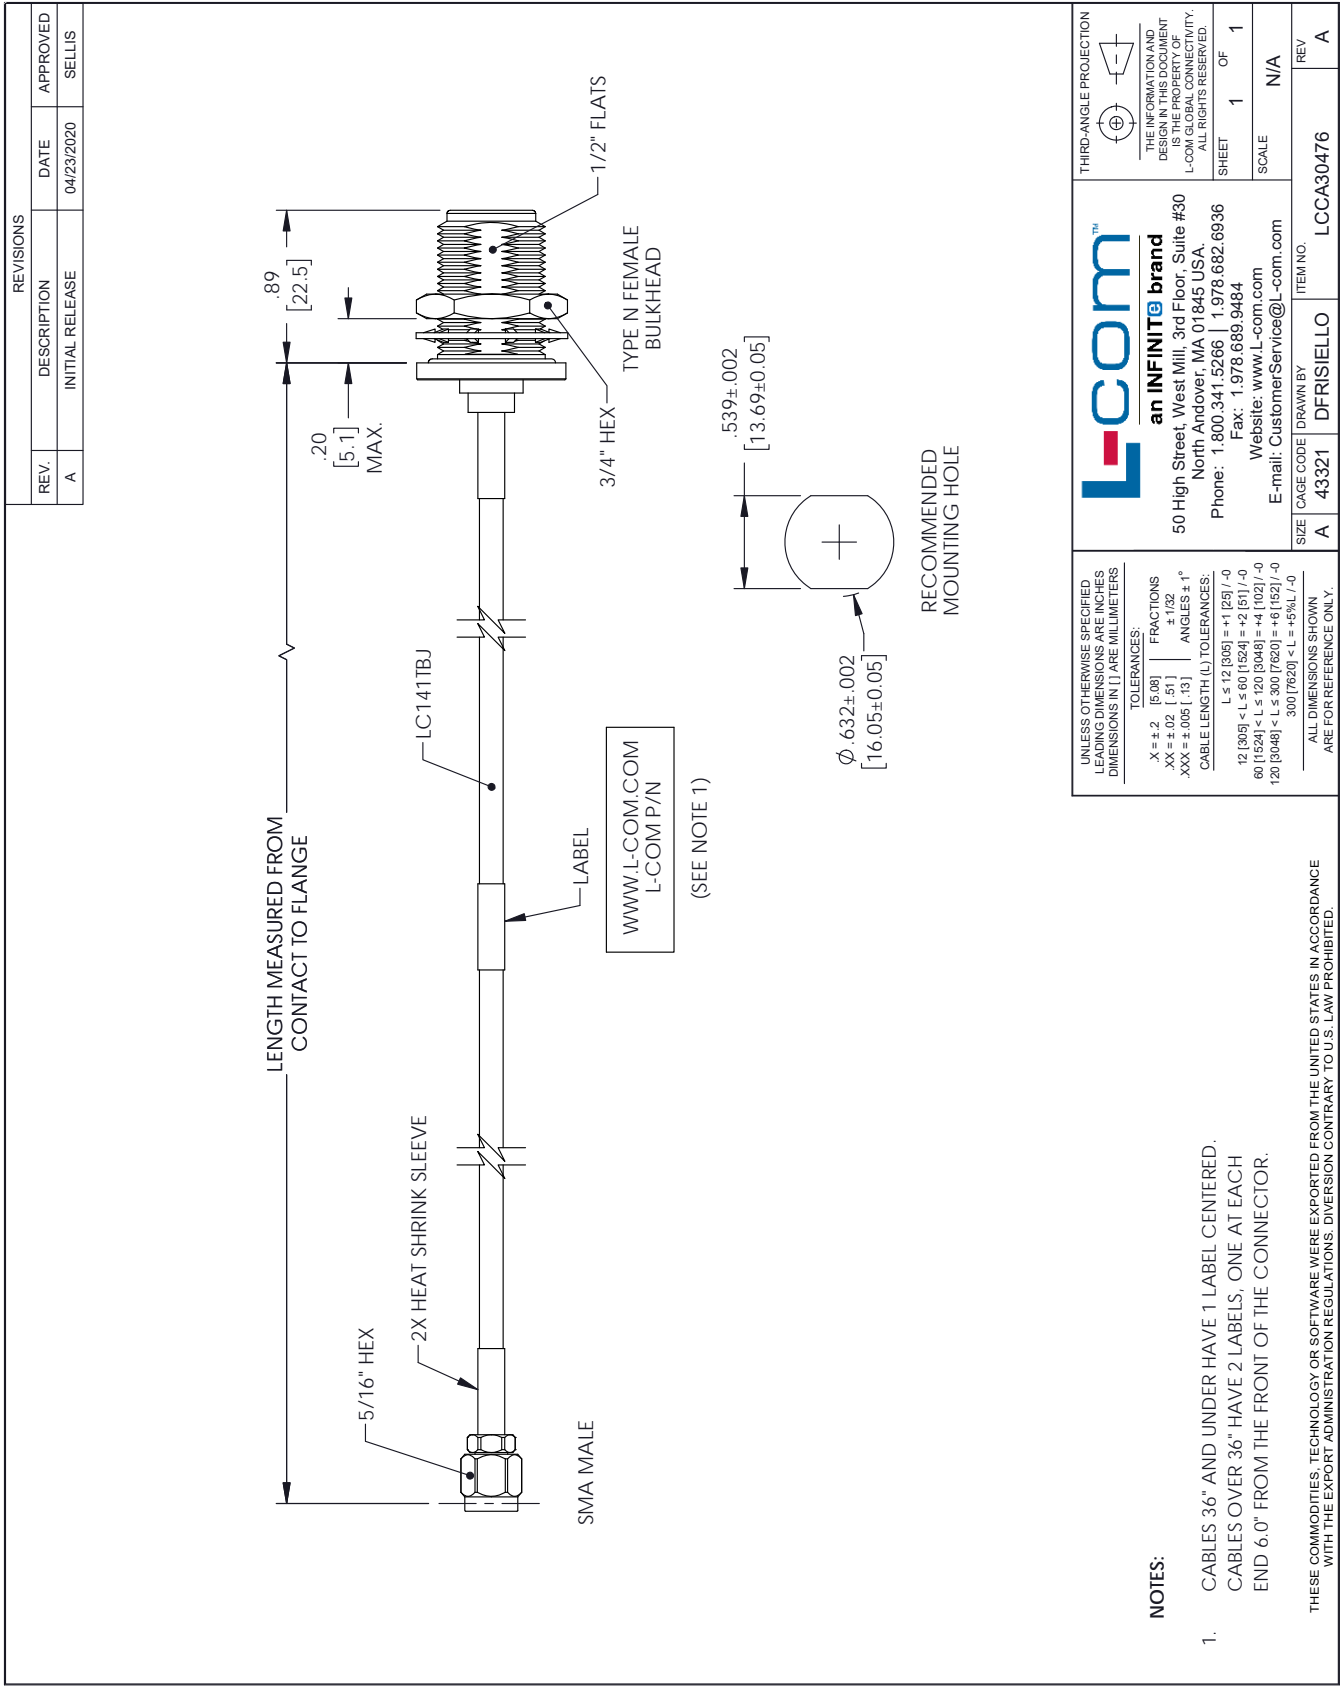 REVISIONS
REV. DESCRIPTION DATE APPROVED
A INITIAL RELEASE 04/23/2020 SELLIS
LENGTH MEASURED FROM
CONTACT TO FLANGE
.89
[22.5]
.20
[5.1]
MAX.
5/16" HEX
2X HEAT SHRINK SLEEVE
LC141TBJ
LABEL
WWW.L-COM.COM
L-COM P/N
(SEE NOTE 1)
SMA MALE
3/4" HEX
1/2" FLATS
TYPE N FEMALE
BULKHEAD
.539±.002
[13.69±0.05]
Ø.632±.002
[16.05±0.05]
RECOMMENDED
MOUNTING HOLE
NOTES:
1. CABLES 36" AND UNDER HAVE 1 LABEL CENTERED.
CABLES OVER 36" HAVE 2 LABELS, ONE AT EACH
END 6.0" FROM THE FRONT OF THE CONNECTOR.
THESE COMMODITIES, TECHNOLOGY OR SOFTWARE WERE EXPORTED FROM THE UNITED STATES IN ACCORDANCE
WITH THE EXPORT ADMINISTRATION REGULATIONS. DIVERSION CONTRARY TO U.S. LAW PROHIBITED.
UNLESS OTHERWISE SPECIFIED
LEADING DIMENSIONS ARE INCHES
DIMENSIONS IN [ ] ARE MILLIMETERS
TOLERANCES:
.X = ±.2 [5.08] FRACTIONS
.XX = ±.02 [.51] ± 1/32
.XXX = ±.005 [.13] ANGLES ± 1°
CABLE LENGTH (L) TOLERANCES:
L ≤ 12 [305] = +1 [25] / -0
12 [305] < L ≤ 60 [1524] = +2 [51] / -0
60 [1524] < L ≤ 120 [3048] = +4 [102] / -0
120 [3048] < L ≤ 300 [7620] = +6 [152] / -0
300 [7620] < L = +5%L / -0
ALL DIMENSIONS SHOWN
ARE FOR REFERENCE ONLY.
L-com™
an INFINITe brand
50 High Street, West Mill, 3rd Floor, Suite #30
North Andover, MA 01845 USA.
Phone: 1.800.341.5266 | 1.978.682.6936
Fax: 1.978.689.9484
Website: www.L-com.com
E-mail: CustomerService@L-com.com
THIRD-ANGLE PROJECTION
THE INFORMATION AND
DESIGN IN THIS DOCUMENT
IS THE PROPERTY OF
L-COM GLOBAL CONNECTIVITY.
ALL RIGHTS RESERVED.
SHEET 1 OF 1
SCALE N/A
SIZE A
CAGE CODE 43321
DRAWN BY DFRISIELLO
ITEM NO. LCCA30476
REV A